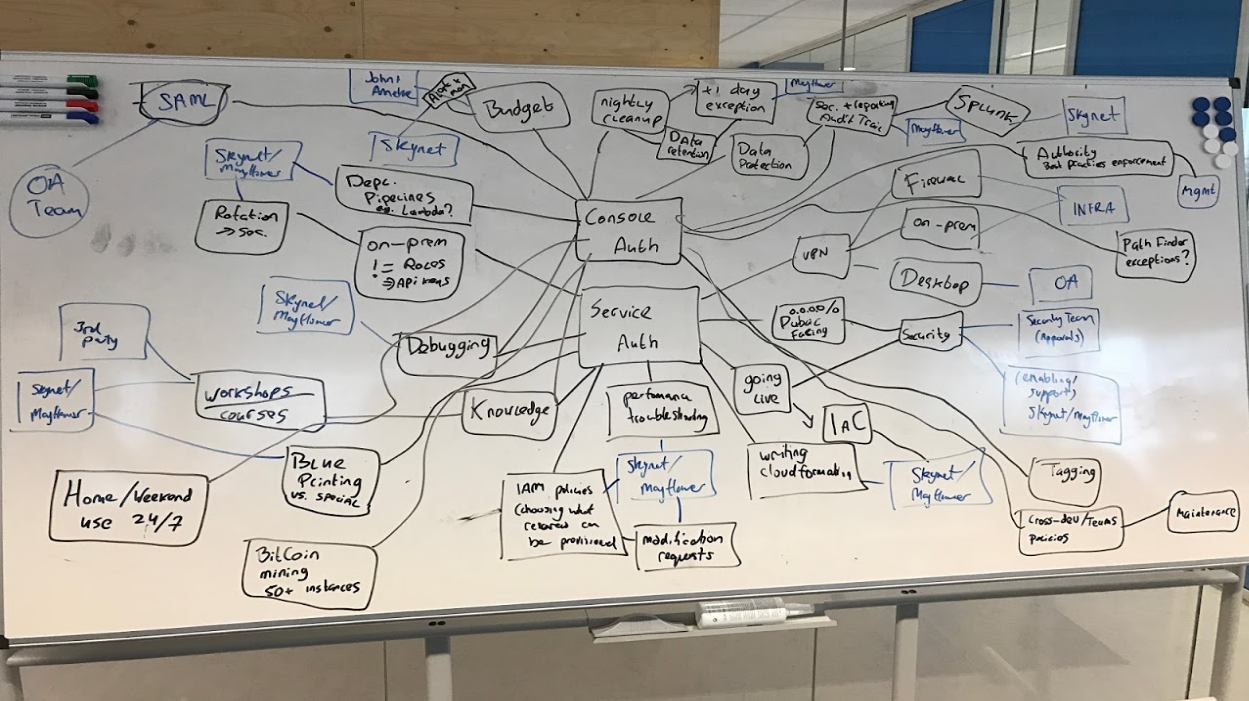 SAML
OA
Team
John+
Andre
Budget
Skynet
nightly
cleanup
+1 day
exception
Mayflower
Data
retention
Data
Protection
Soc. + reporting
Audit Trail
Mayflower
Splunk
Skynet
Authority
Best practices enforcement
Mgmt
Skynet/
Mayflower
Rotation
→ Soc.
Depl.
Pipelines
eg. Lambda?
on-prem
! = Roles
⇒ Api keys
Console
Auth
Service
Auth
VPN
Firewall
on-prem
Desktop
INFRA
OA
Path Finder
exceptions?
Skynet/
Mayflower
Debugging
0.0.0.0/0
Public
facing
Security
Security Team
(Approvals)
(enabling/
support)
Skynet/Mayflower
3rd
party
Skynet/
Mayflower
Workshops
courses
Knowledge
performance
troubleshooting
going
live
IAC
writing
cloudformation
Skynet/
Mayflower
Blue
Printing
vs. special
Home/Weekend
use 24/7
BitCoin
mining
50+ instances
IAM policies
(choosing what
can
be provisioned
Skynet/
Mayflower
modification
requests
Tagging
Cross-dev/Teams
policies
Maintenance